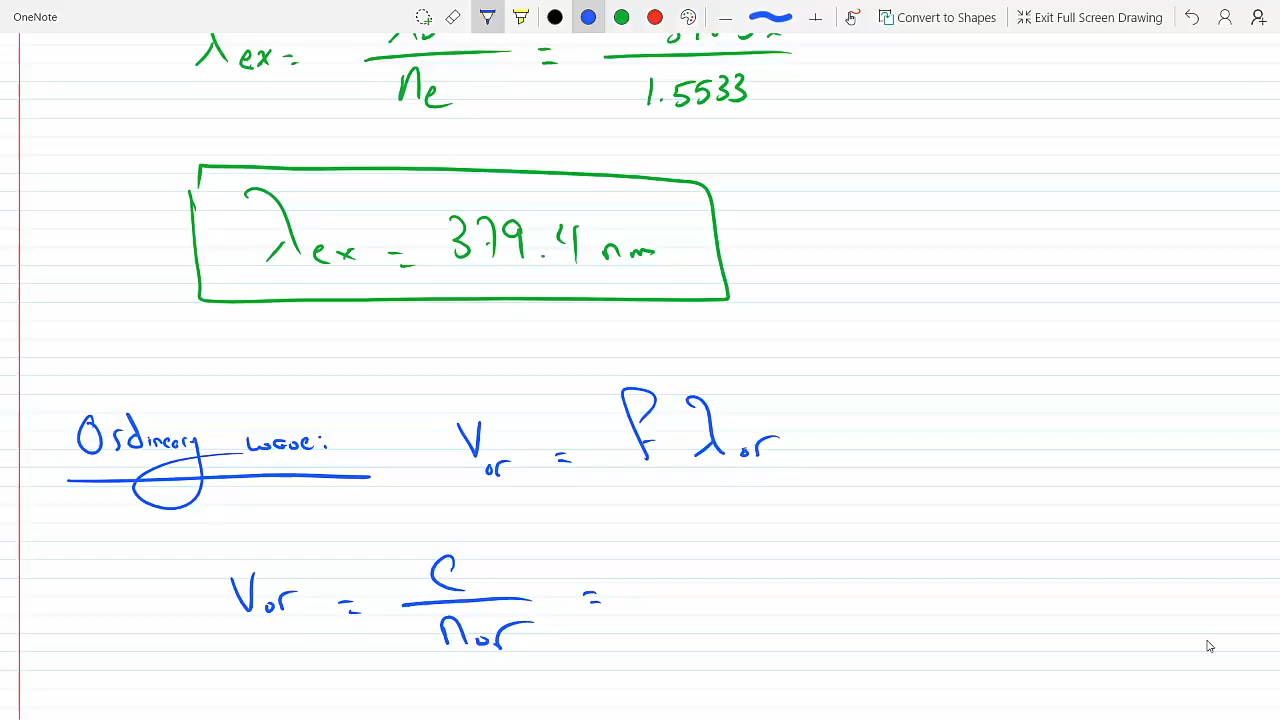 OneNote
Convert to Shapes
Exit Full Screen Drawing
λex = / ne = / 1.5533
λex = 379.4 nm
Ordinary wave: Vor = f λor
Vor = C / nor =